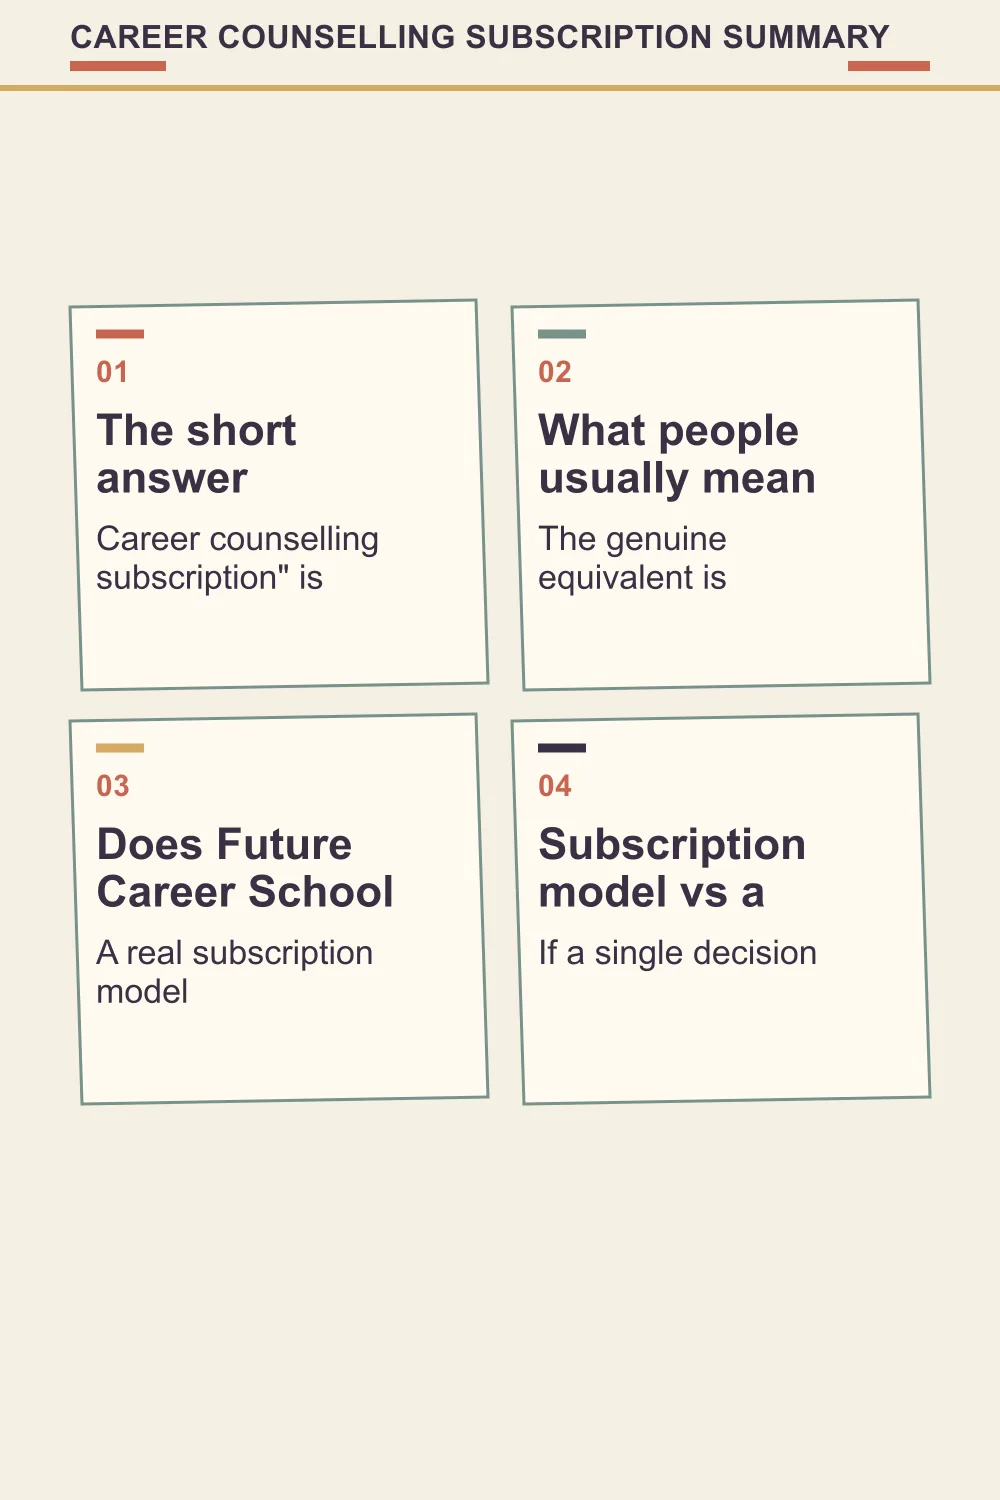 CAREER COUNSELLING SUBSCRIPTION SUMMARY
01
The short
answer
Career counselling
subscription" is
02
What people
usually mean
The genuine
equivalent is
03
Does Future
Career School
A real subscription
model
04
Subscription
model vs a
If a single decision